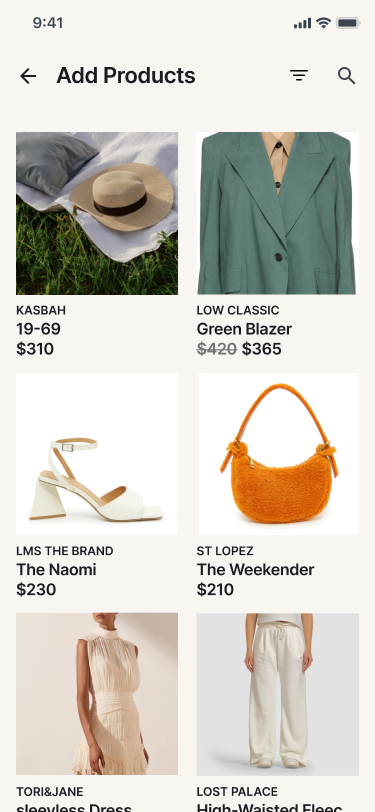 9:41
Add Products
KASBAH
19-69
$310
LOW CLASSIC
Green Blazer
$420 $365
LMS THE BRAND
The Naomi
$230
ST LOPEZ
The Weekender
$210
TORI&JANE
sleevless Dress
LOST PALACE
High-Waisted Fleec